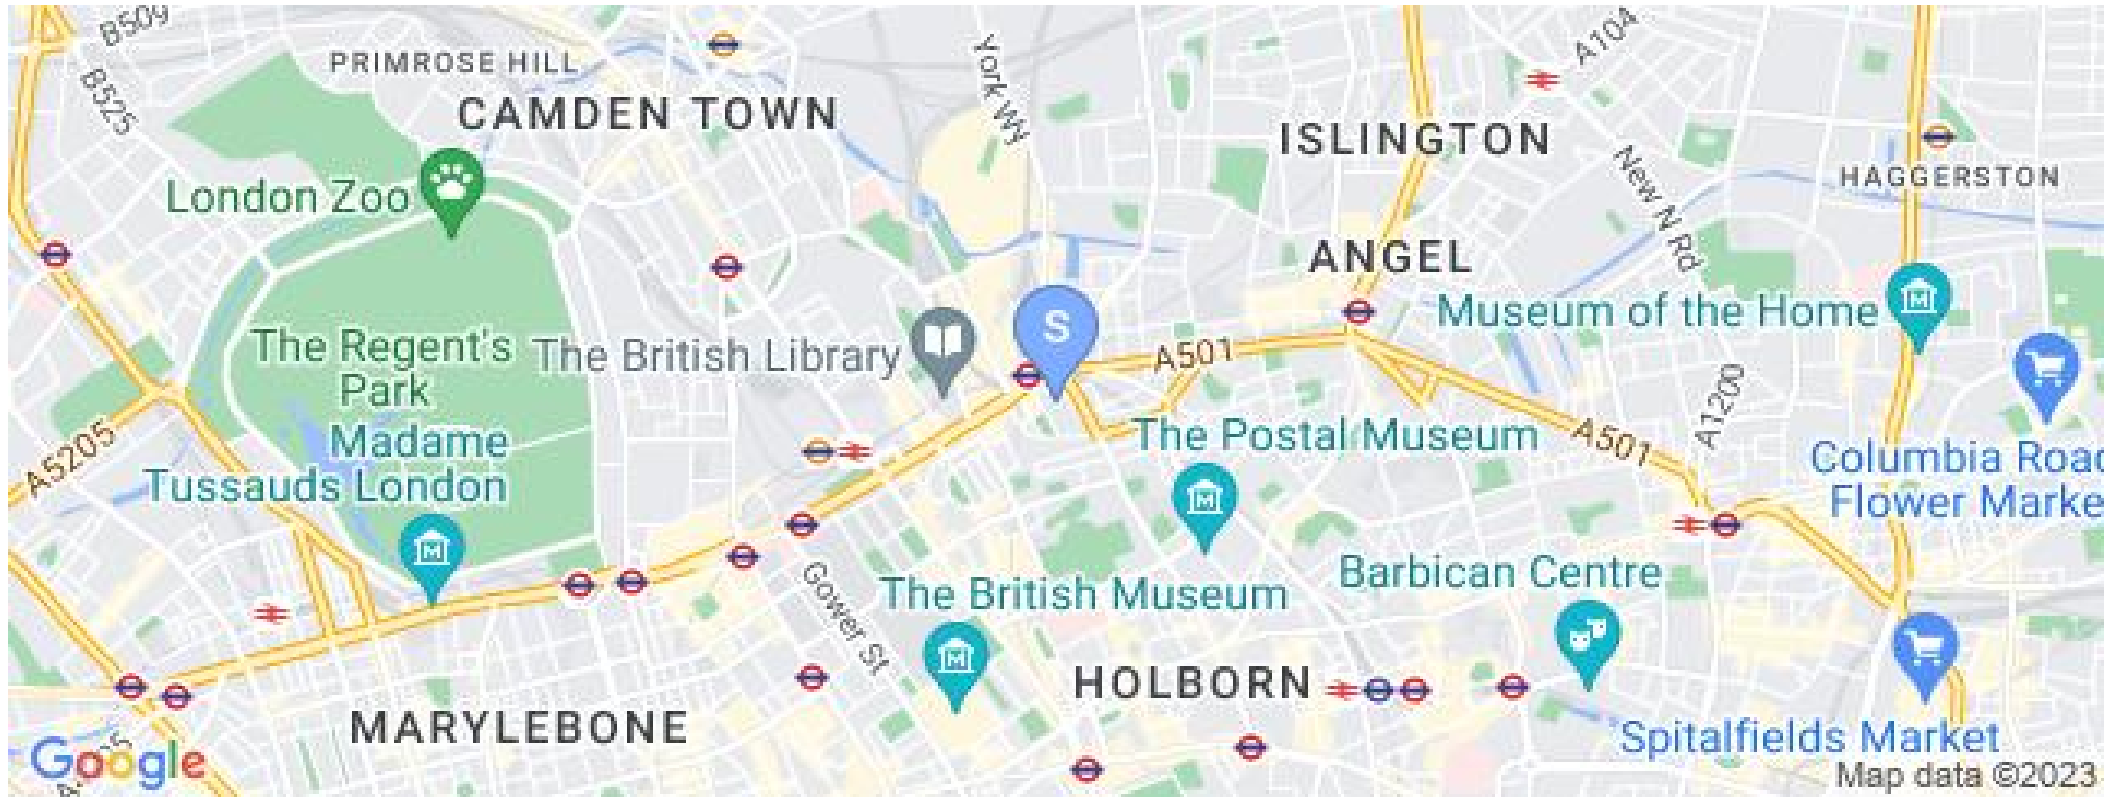 B509
PRIMROSE HILL
York Wy
A104
B525
CAMDEN TOWN
ISLINGTON
New N Rd
HAGGERSTON
London Zoo
ANGEL
Museum of the Home
The Regent's
Park
The British Library
S
A501
A1200
A5205
Madame
Tussauds London
The Postal Museum
A501
Columbia Road
Flower Marke
Gower St
The British Museum
Barbican Centre
HOLBORN
MARYLEBONE
Spitalfields Market
Google
Map data ©2023